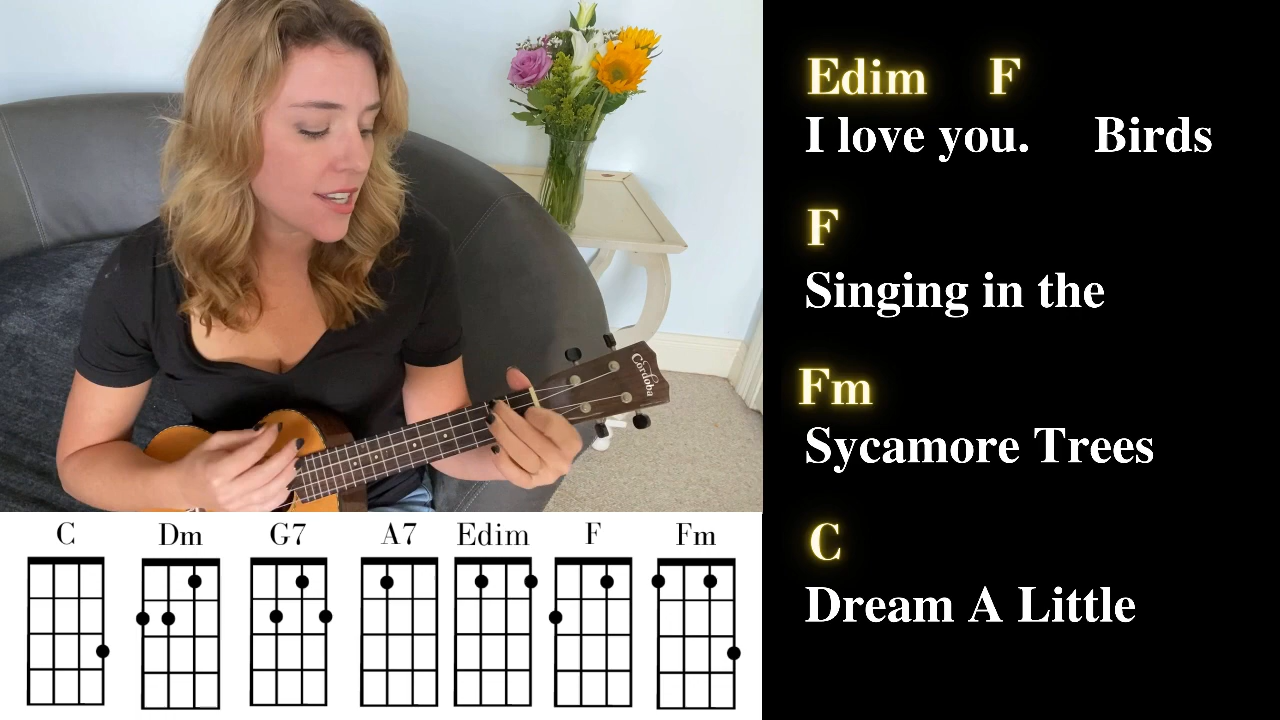 Cordoba
C Dm G7 A7 Edim F Fm
Edim F
I love you. Birds
F
Singing in the
Fm
Sycamore Trees
C
Dream A Little